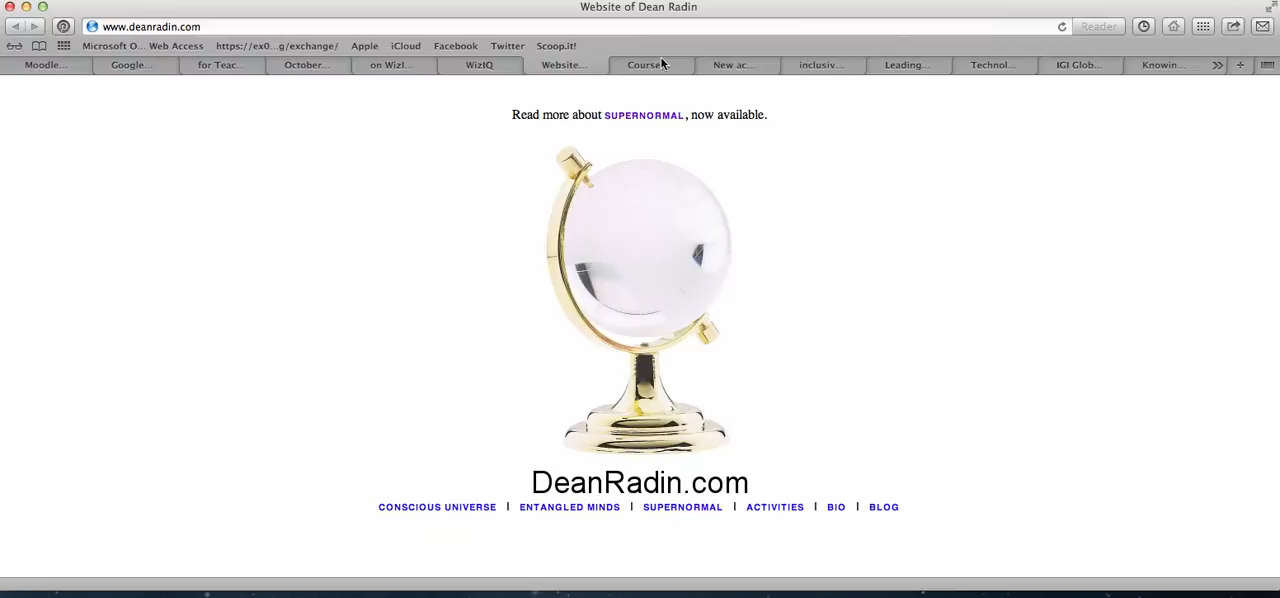 Website of Dean Radin
www.deanradin.com
Reader
Microsoft O... Web Access
https://ex0...g/exchange/
Apple
iCloud
Facebook
Twitter
Scoop.it!
Moodle...
Google...
for Teac...
October...
on WizI...
WizIQ
Website...
Course
New ac...
inclusiv...
Leading...
Technol...
IGI Glob...
Knowin...
Read more about SUPERNORMAL, now available.
DeanRadin.com
CONSCIOUS UNIVERSE | ENTANGLED MINDS | SUPERNORMAL | ACTIVITIES | BIO | BLOG